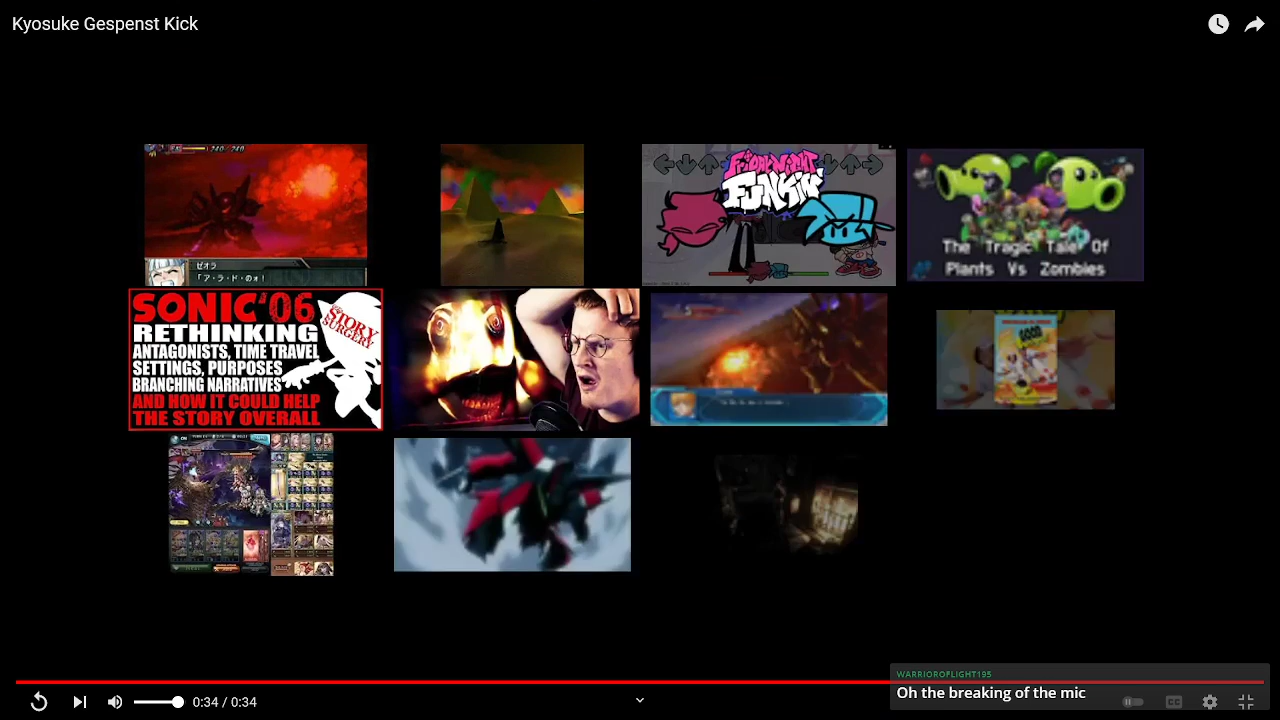 Kyosuke Gespenst Kick
240/240
ゼオラ
「ア・ラ・ド・のォ！
FRIDAY NIGHT
FUNKIN'
The Tragic Tale Of
Plants Vs Zombies
SONIC '06
RETHINKING
ANTAGONISTS, TIME TRAVEL
SETTINGS, PURPOSES
BRANCHING NARRATIVES
AND HOW IT COULD HELP
THE STORY OVERALL
STORY
SURGERY
0:34 / 0:34
WARRIOROFLIGHT195
Oh the breaking of the mic
CC